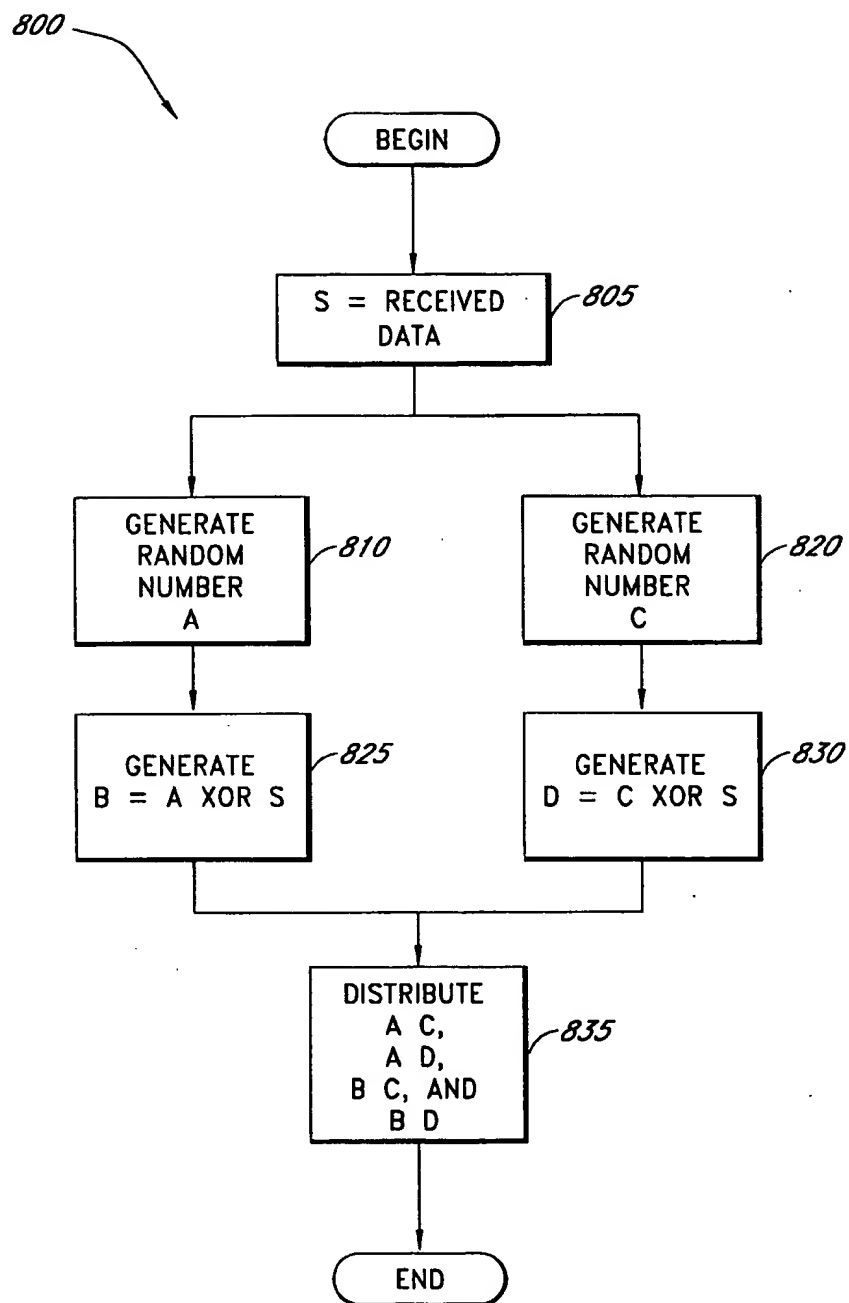 800
BEGIN
S = RECEIVED
DATA
805
GENERATE
RANDOM
NUMBER
A
810
GENERATE
RANDOM
NUMBER
C
820
GENERATE
B = A XOR S
825
GENERATE
D = C XOR S
830
DISTRIBUTE
A C,
A D,
B C, AND
B D
835
END